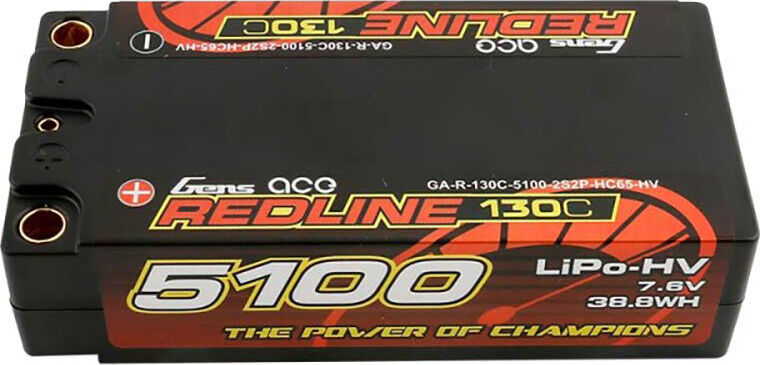 GA-R-130C-5100-2S2P-HC65-HV
REDLINE 130C
Gens ace
Gens ace
GA-R-130C-5100-2S2P-HC65-HV
REDLINE 130C
5100
LiPo-HV
7.6V
38.8WH
THE POWER OF CHAMPIONS